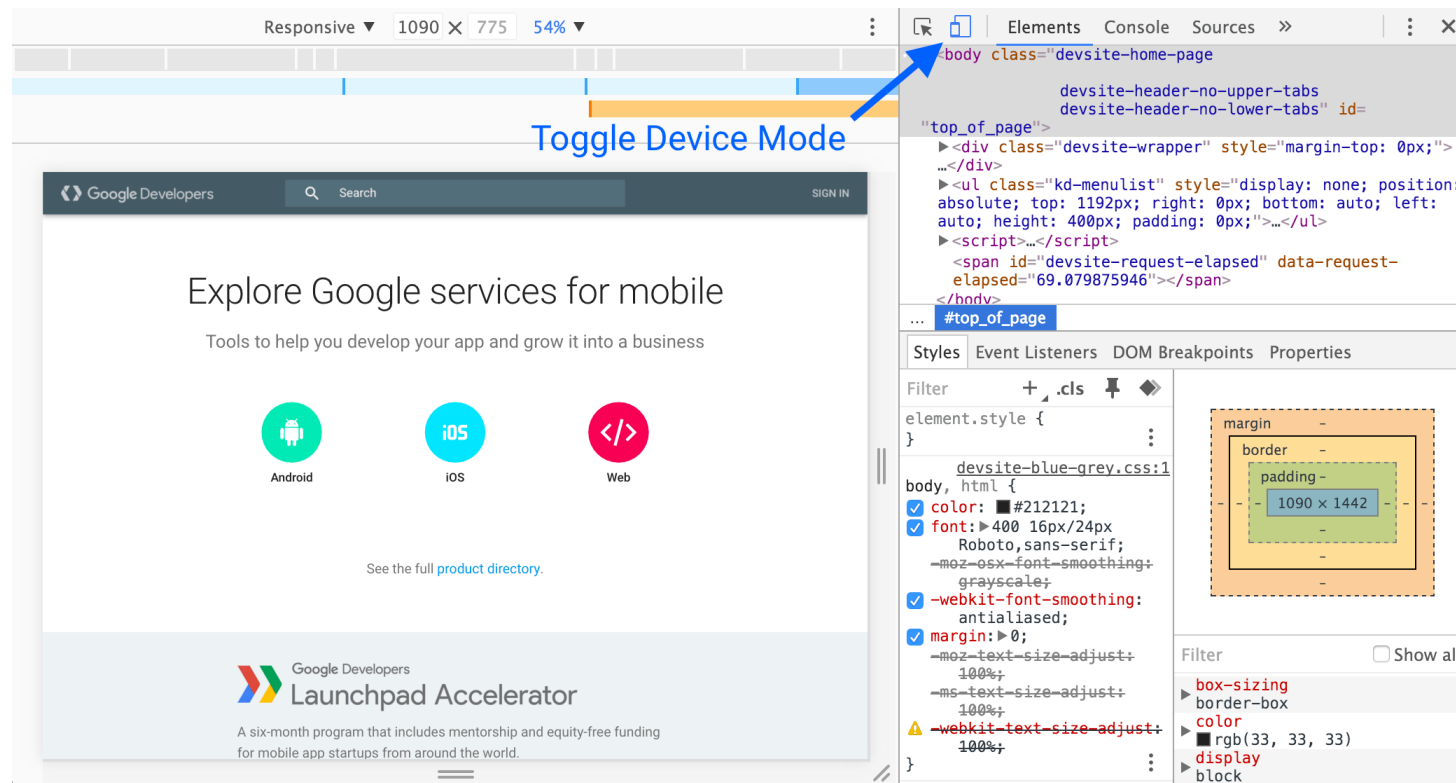 Responsive ▼ 1090 × 775 54% ▼
Toggle Device Mode
Google Developers Search SIGN IN
Explore Google services for mobile
Tools to help you develop your app and grow it into a business
iOS </>
Android iOS Web
See the full product directory.
Google Developers
Launchpad Accelerator
A six-month program that includes mentorship and equity-free funding
for mobile app startups from around the world.
Elements Console Sources »
<body class="devsite-home-page
devsite-header-no-upper-tabs
devsite-header-no-lower-tabs" id=
"top_of_page">
▶<div class="devsite-wrapper" style="margin-top: 0px;">
…</div>
▶<ul class="kd-menulist" style="display: none; position:
absolute; top: 1192px; right: 0px; bottom: auto; left:
auto; height: 400px; padding: 0px;">…</ul>
▶<script>…</script>
<span id="devsite-request-elapsed" data-request-
elapsed="69.079875946"></span>
</body>
... #top_of_page
Styles Event Listeners DOM Breakpoints Properties
Filter + .cls
element.style {
}
devsite-blue-grey.css:1
body, html {
color: #212121;
font:▶400 16px/24px
Roboto,sans-serif;
-moz-osx-font-smoothing:
grayscale;
-webkit-font-smoothing:
antialiased;
margin:▶0;
-moz-text-size-adjust:
100%;
-ms-text-size-adjust:
100%;
-webkit-text-size-adjust:
100%;
}
margin -
border -
padding -
- - - 1090 × 1442 - - -
-
-
-
Filter Show al
▶ box-sizing
border-box
▶ color
rgb(33, 33, 33)
▶ display
block